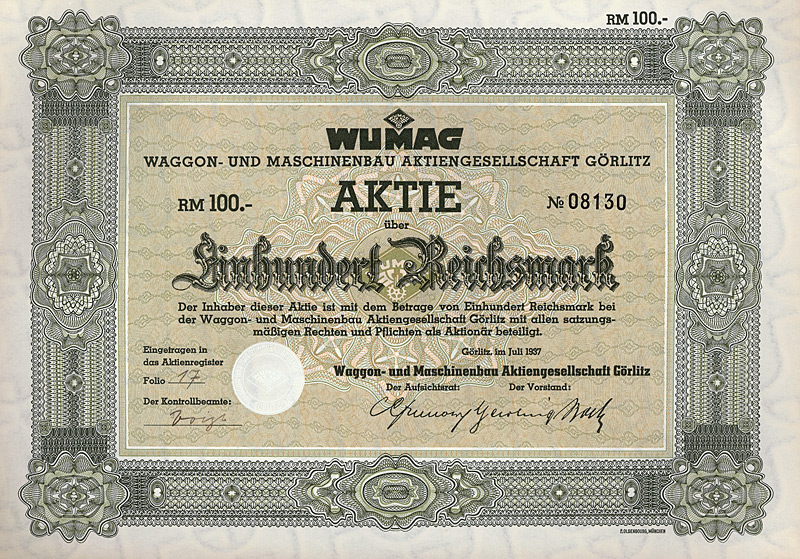 RM 100.-
WUMAG
WAGGON- UND MASCHINENBAU AKTIENGESELLSCHAFT GÖRLITZ
RM 100.- AKTIE № 08130
über
Einhundert Reichsmark
Der Inhaber dieser Aktie ist mit dem Betrage von Einhundert Reichsmark bei
der Waggon- und Maschinenbau Aktiengesellschaft Görlitz mit allen satzungs-
mäßigen Rechten und Pflichten als Aktionär beteiligt.
Eingetragen in
das Aktienregister
Folio 17
Der Kontrollbeamte:
Görlitz, im Juli 1937
Waggon- und Maschinenbau Aktiengesellschaft Görlitz
Der Aufsichtsrat: Der Vorstand:
F. OLDENBOURG, MÜNCHEN